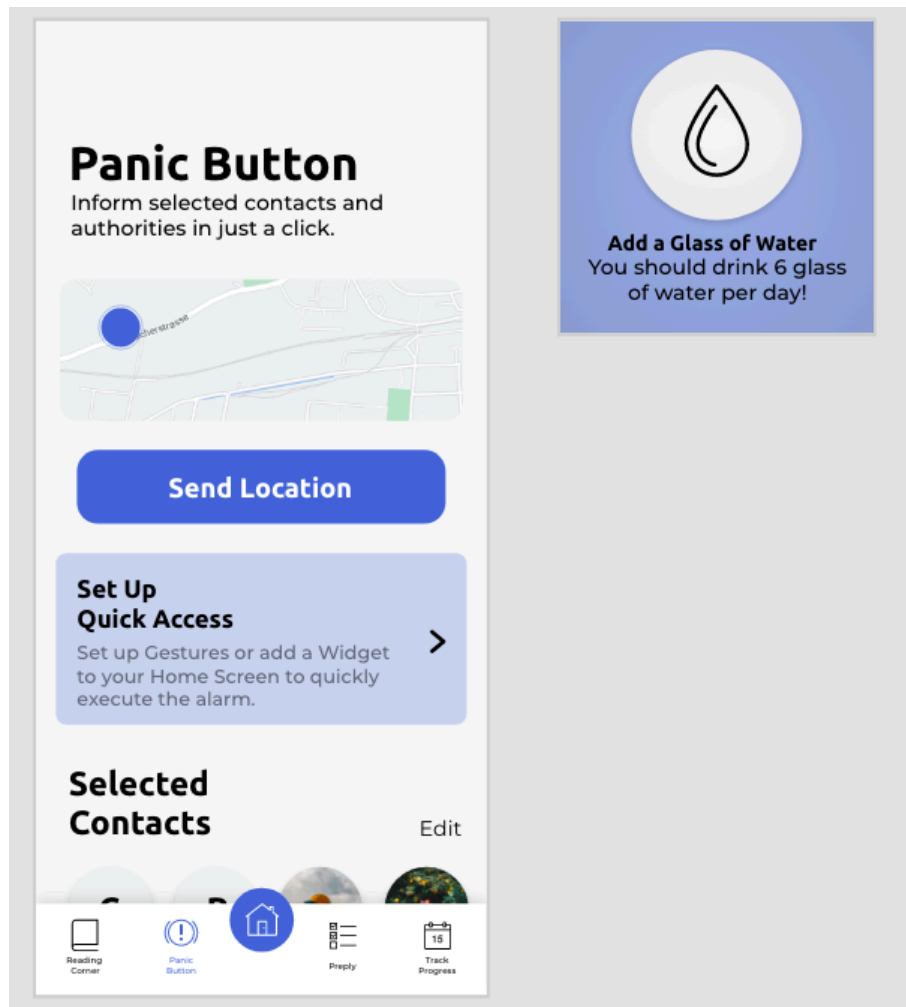 Panic Button
Inform selected contacts and
authorities in just a click.
Send Location
Set Up
Quick Access
Set up Gestures or add a Widget
to your Home Screen to quickly
execute the alarm.
Selected
Contacts
Edit
Reading
Corner
Panic
Button
Preply
15
Track
Progress
Add a Glass of Water
You should drink 6 glass
of water per day!